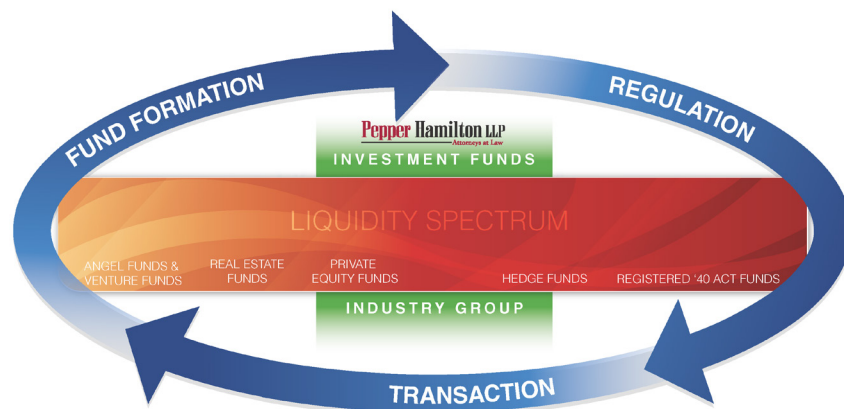 FUND FORMATION
REGULATION
Pepper Hamilton LLP
Attorneys at Law
INVESTMENT FUNDS
LIQUIDITY SPECTRUM
ANGEL FUNDS &
VENTURE FUNDS
REAL ESTATE
FUNDS
PRIVATE
EQUITY FUNDS
HEDGE FUNDS
REGISTERED '40 ACT FUNDS
INDUSTRY GROUP
TRANSACTION